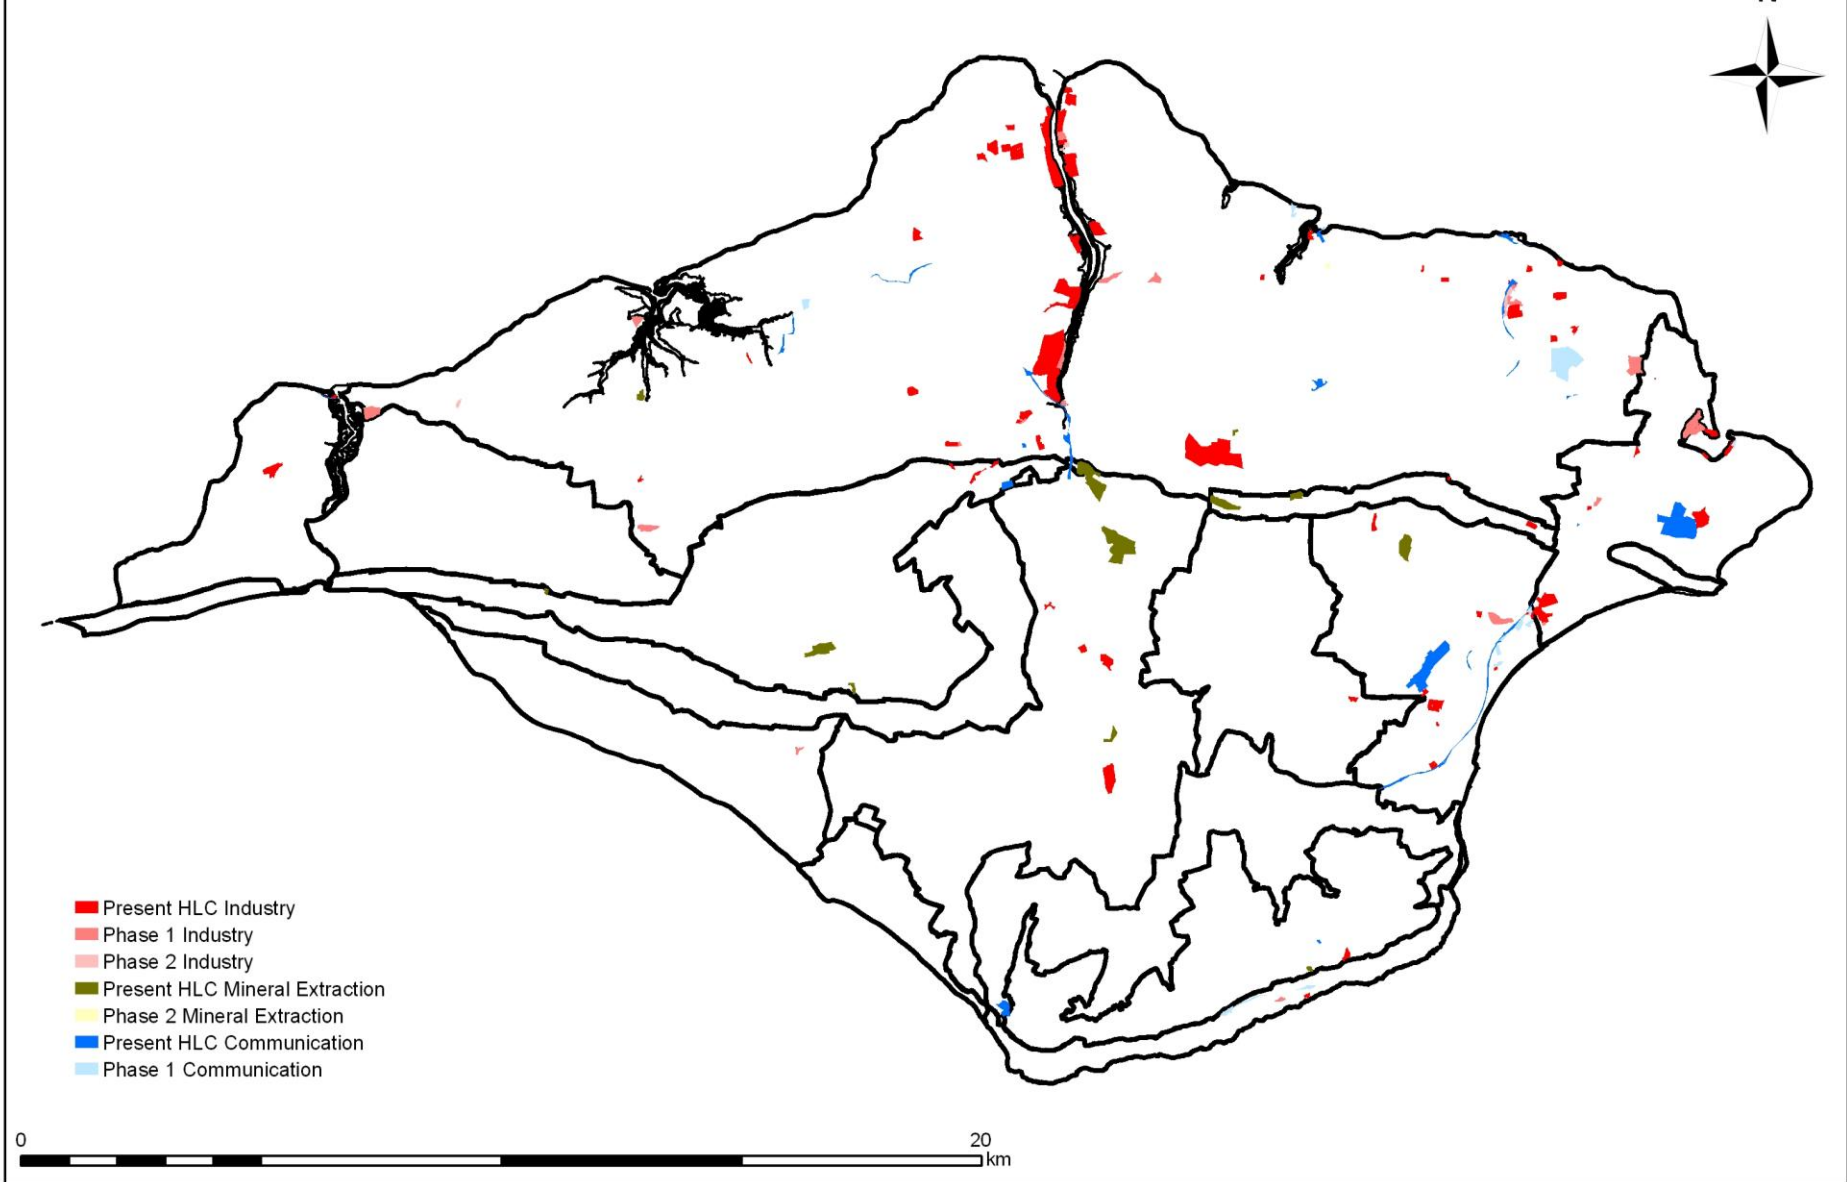 Present HLC Industry
Phase 1 Industry
Phase 2 Industry
Present HLC Mineral Extraction
Phase 2 Mineral Extraction
Present HLC Communication
Phase 1 Communication
0 20
km